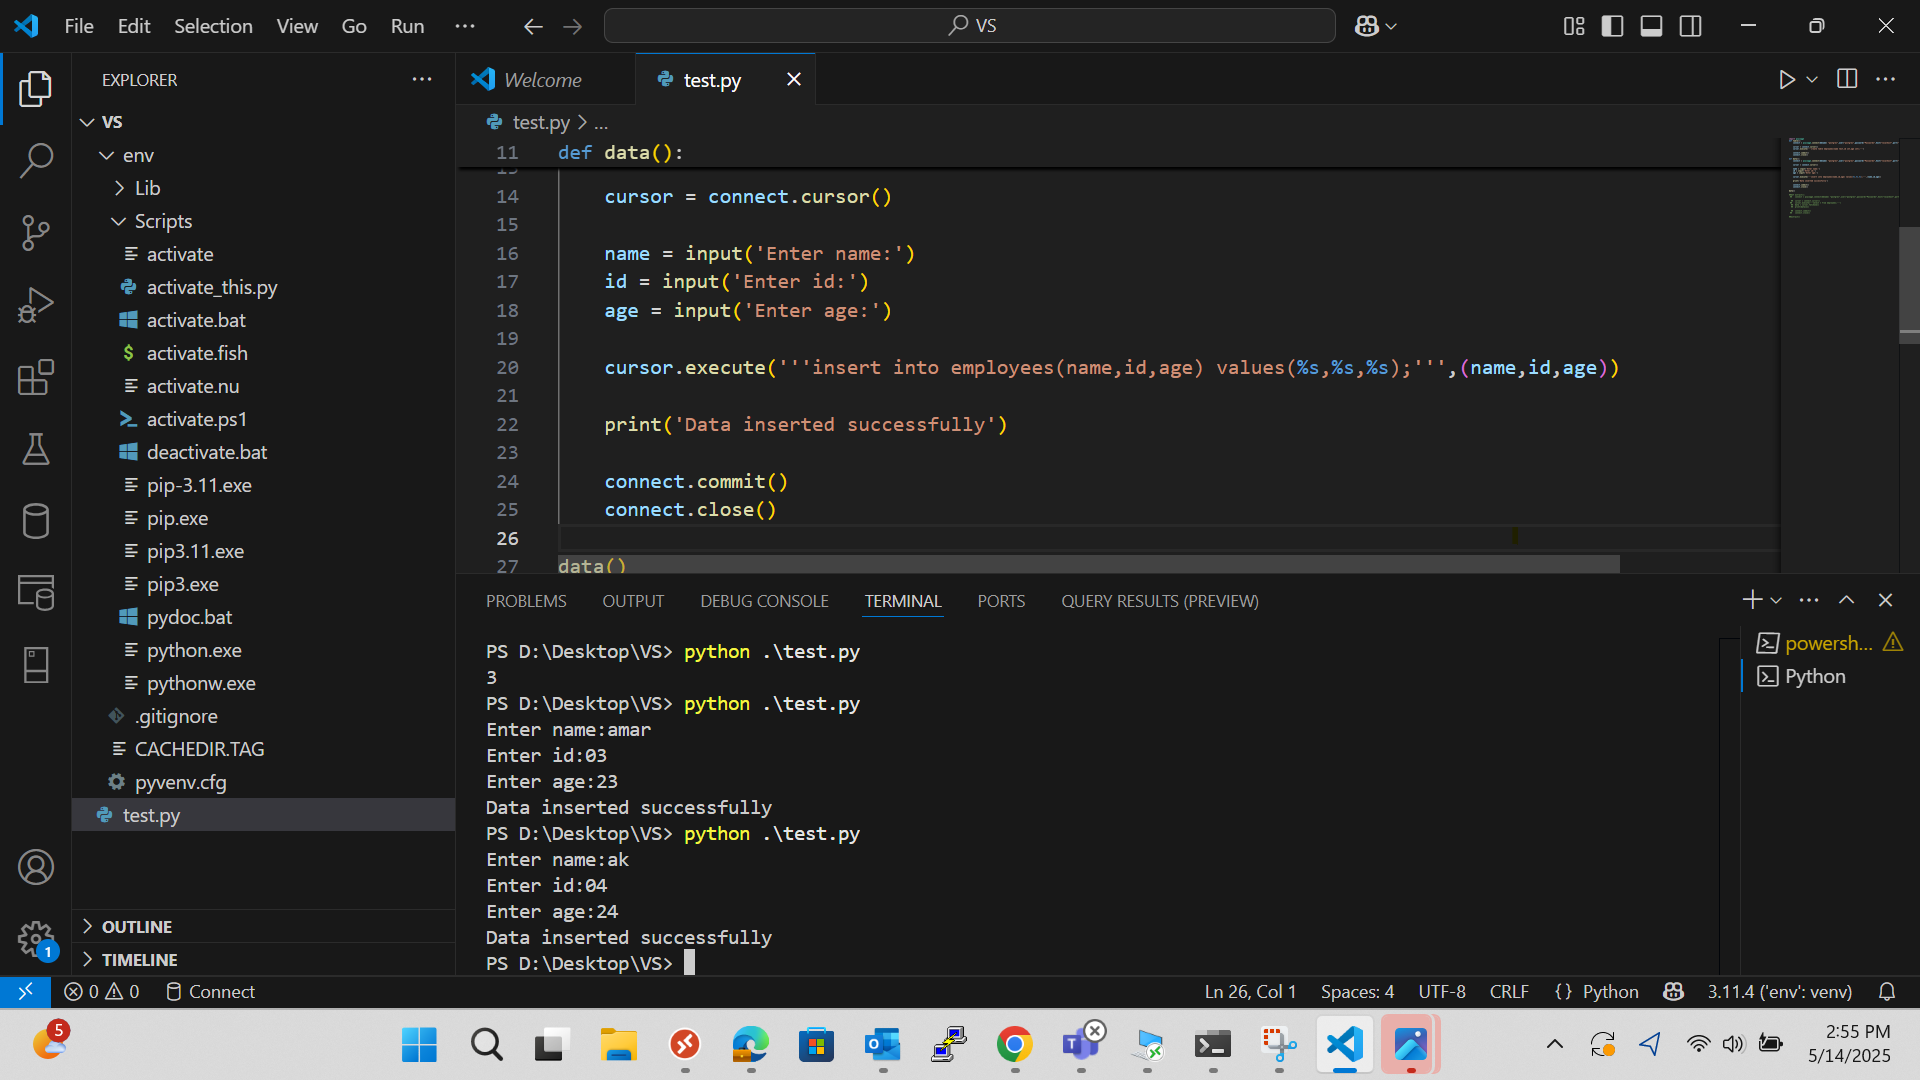 File Edit Selection View Go Run ···
VS
EXPLORER
Welcome
test.py
VS
env
Lib
Scripts
activate
activate_this.py
activate.bat
activate.fish
activate.nu
activate.ps1
deactivate.bat
pip-3.11.exe
pip.exe
pip3.11.exe
pip3.exe
pydoc.bat
python.exe
pythonw.exe
.gitignore
CACHEDIR.TAG
pyvenv.cfg
test.py
OUTLINE
TIMELINE
test.py > ...
11 def data():
14 cursor = connect.cursor()
15
16 name = input('Enter name:')
17 id = input('Enter id:')
18 age = input('Enter age:')
19
20 cursor.execute('''insert into employees(name,id,age) values(%s,%s,%s);''',(name,id,age))
21
22 print('Data inserted successfully')
23
24 connect.commit()
25 connect.close()
26
27 data()
PROBLEMS OUTPUT DEBUG CONSOLE TERMINAL PORTS QUERY RESULTS (PREVIEW)
PS D:\Desktop\VS> python .\test.py
3
PS D:\Desktop\VS> python .\test.py
Enter name:amar
Enter id:03
Enter age:23
Data inserted successfully
PS D:\Desktop\VS> python .\test.py
Enter name:ak
Enter id:04
Enter age:24
Data inserted successfully
PS D:\Desktop\VS>
powersh...
Python
1
0 0 Connect
Ln 26, Col 1 Spaces: 4 UTF-8 CRLF {} Python 3.11.4 ('env': venv)
5
2:55 PM
5/14/2025